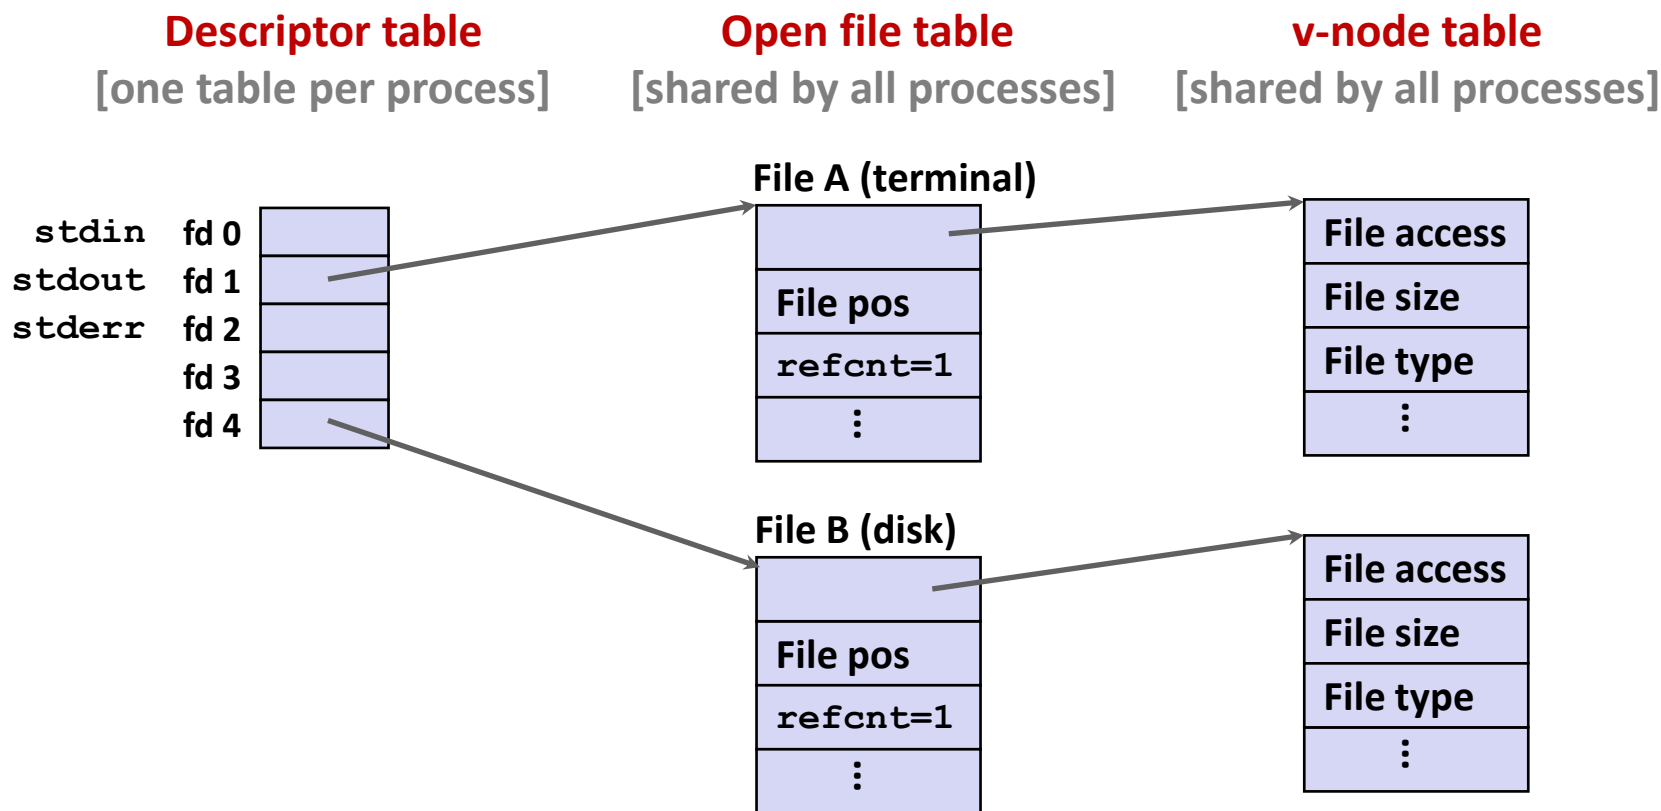 Descriptor table
[one table per process]
Open file table
[shared by all processes]
v-node table
[shared by all processes]
stdin fd 0
stdout fd 1
stderr fd 2
fd 3
fd 4
File A (terminal)
File pos
refcnt=1
⋮
File access
File size
File type
⋮
File B (disk)
File pos
refcnt=1
⋮
File access
File size
File type
⋮